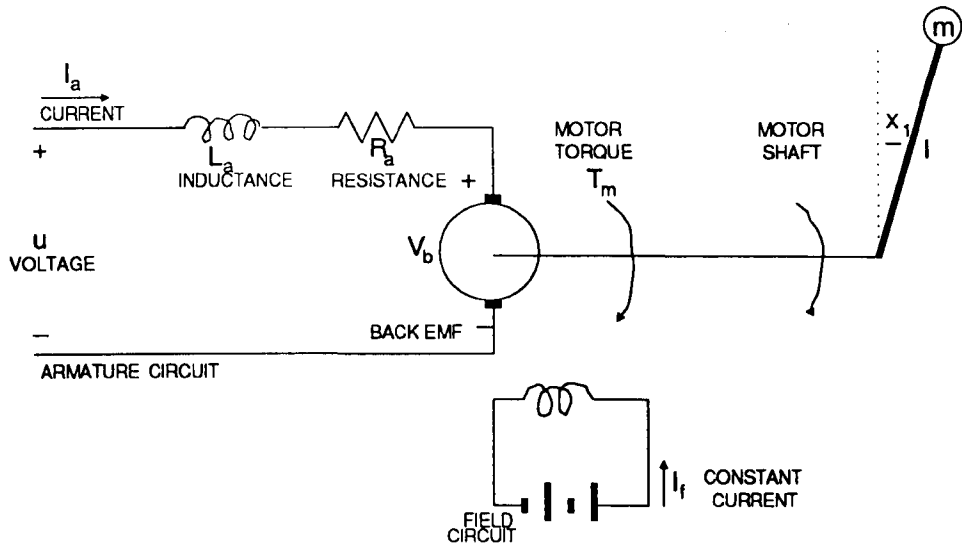 m
I_a
CURRENT
+
L_a
INDUCTANCE
R_a
RESISTANCE +
MOTOR
TORQUE
T_m
MOTOR
SHAFT
x_1
l
u
VOLTAGE
V_b
−
BACK EMF −
ARMATURE CIRCUIT
I_f
CONSTANT
CURRENT
FIELD
CIRCUIT